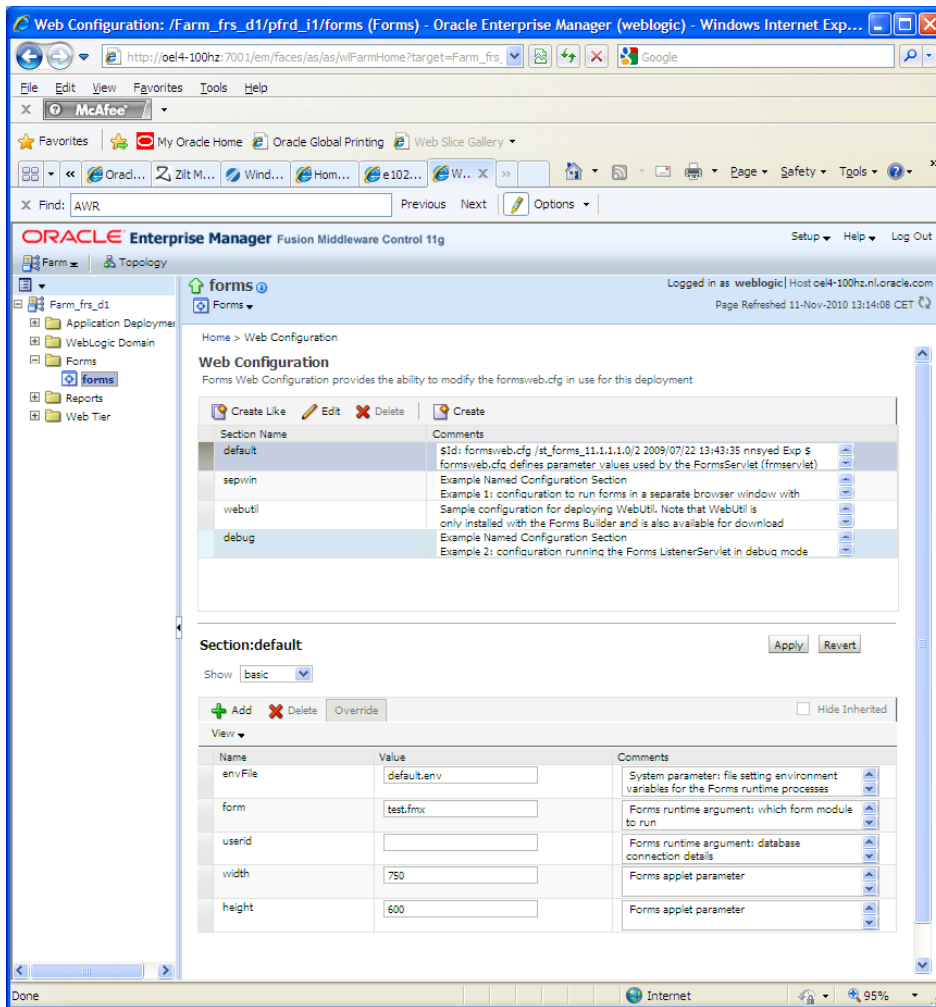 Web Configuration: /Farm_frs_d1/pfrd_i1/forms (Forms) - Oracle Enterprise Manager (weblogic) - Windows Internet Exp...
http://oel4-100hz:7001/em/faces/as/as/wlFarmHome?target=Farm_frs_
Google
File Edit View Favorites Tools Help
X McAfee
Favorites My Oracle Home Oracle Global Printing Web Slice Gallery
« Oracl... Zilt M... Wind... Hom... e102... W... X » Page Safety Tools »
X Find: AWR Previous Next Options
ORACLE Enterprise Manager Fusion Middleware Control 11g Setup Help Log Out
Farm Topology
forms Logged in as weblogic | Host oel4-100hz.nl.oracle.com
Forms Page Refreshed 11-Nov-2010 13:14:08 CET
Farm_frs_d1
Application Deployme
WebLogic Domain
Forms
forms
Reports
Web Tier
Home > Web Configuration
Web Configuration
Forms Web Configuration provides the ability to modify the formsweb.cfg in use for this deployment
Create Like Edit Delete Create
Section Name Comments
default $Id: formsweb.cfg /st_forms_11.1.1.1.0/2 2009/07/22 13:43:35 nnsyed Exp $
formsweb.cfg defines parameter values used by the FormsServlet (frmservlet)
sepwin Example Named Configuration Section
Example 1: configuration to run forms in a separate browser window with
webutil Sample configuration for deploying WebUtil. Note that WebUtil is
only installed with the Forms Builder and is also available for download
debug Example Named Configuration Section
Example 2: configuration running the Forms ListenerServlet in debug mode
Section:default Apply Revert
Show basic
Add Delete Override Hide Inherited
View
Name Value Comments
envFile default.env System parameter: file setting environment
variables for the Forms runtime processes
form test.fmx Forms runtime argument: which form module
to run
userid Forms runtime argument: database
connection details
width 750 Forms applet parameter
height 600 Forms applet parameter
Done Internet 95%